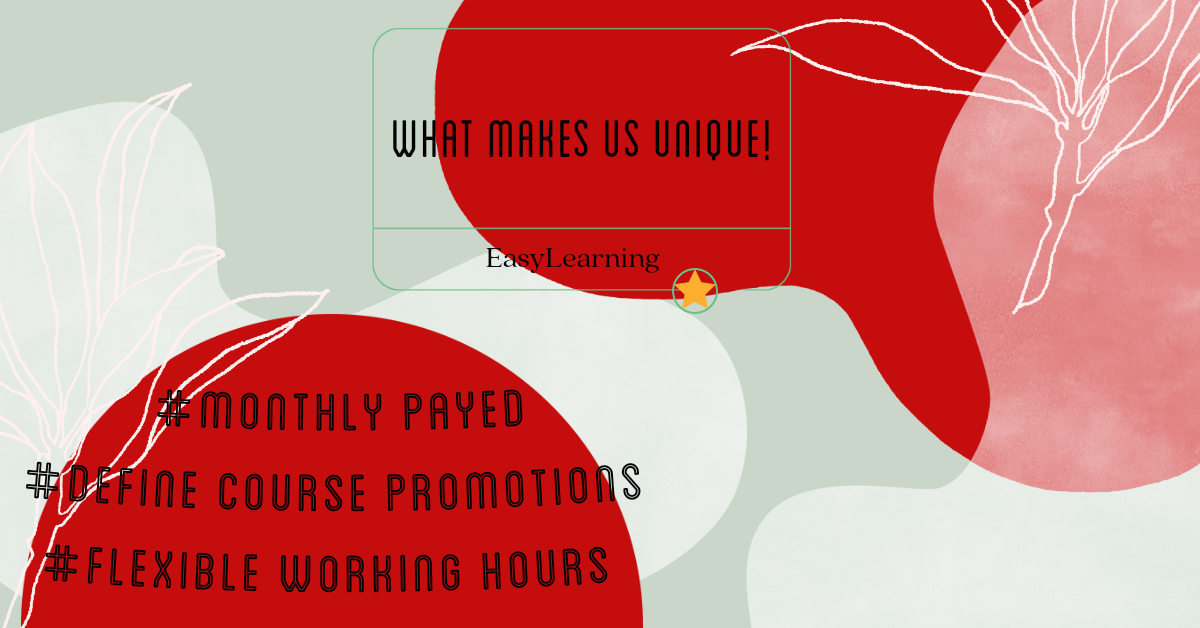 WHAT MAKES US UNIQUE!
EasyLearning
#MONTHLY PAYED
#DEFINE COURSE PROMOTIONS
#FLEXIBLE WORKING HOURS